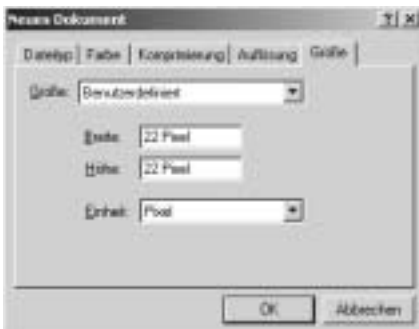 Neues Dokument
Dateityp Farbe Komprimierung Auflösung Größe
Größe: Benutzerdefiniert
Breite: 22 Pixel
Höhe: 22 Pixel
Einheit: Pixel
OK Abbrechen